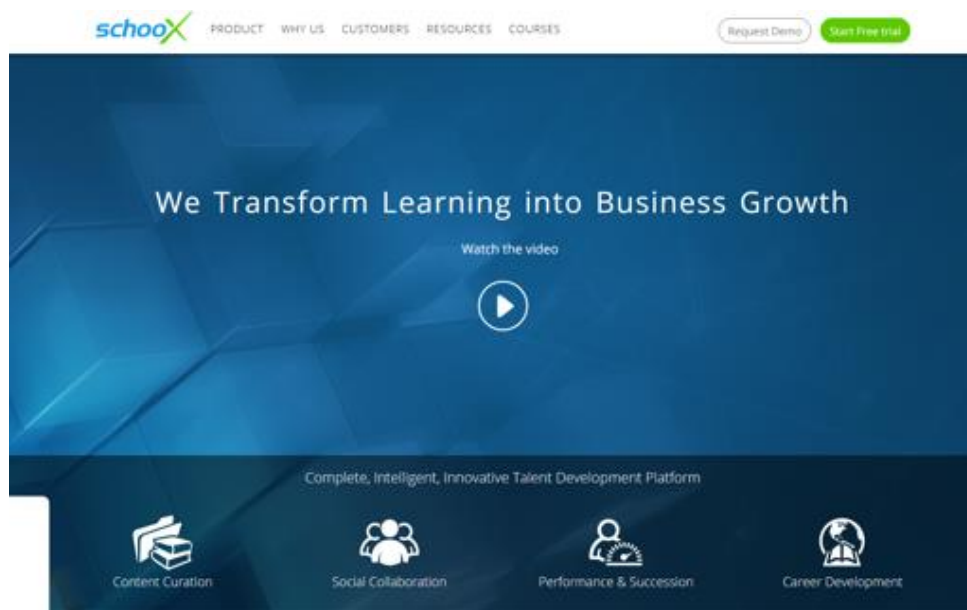 schoox PRODUCT WHY US CUSTOMERS RESOURCES COURSES Request Demo Start Free trial
We Transform Learning into Business Growth
Watch the video
Complete, Intelligent, Innovative Talent Development Platform
Content Curation Social Collaboration Performance & Succession Career Development